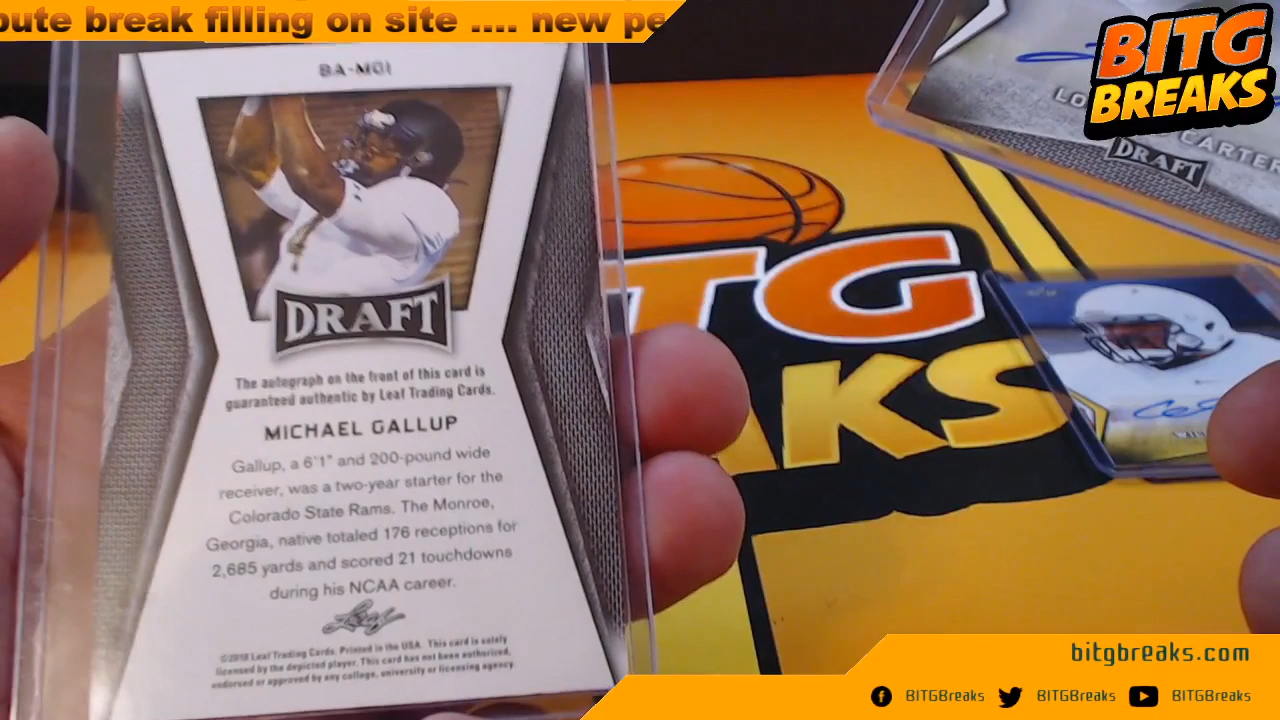 break filling on site .... new
BITG
BREAKS
BA-MG1
DRAFT
The autograph on the front of this card is
guaranteed authentic by Leaf Trading Cards.
MICHAEL GALLUP
Gallup, a 6'1" and 200-pound wide
receiver, was a two-year starter for the
Colorado State Rams. The Monroe,
Georgia, native totaled 176 receptions for
2,685 yards and scored 21 touchdowns
during his NCAA career.
Leaf
©2018 Leaf Trading Cards. Printed in the USA. This card is solely
licensed by the depicted player. This card has not been authorized,
endorsed or approved by any college, university or licensing agency.
CARTER
DRAFT
TG
AKS
bitgbreaks.com
BITGBreaks
BITGBreaks
BITGBreaks